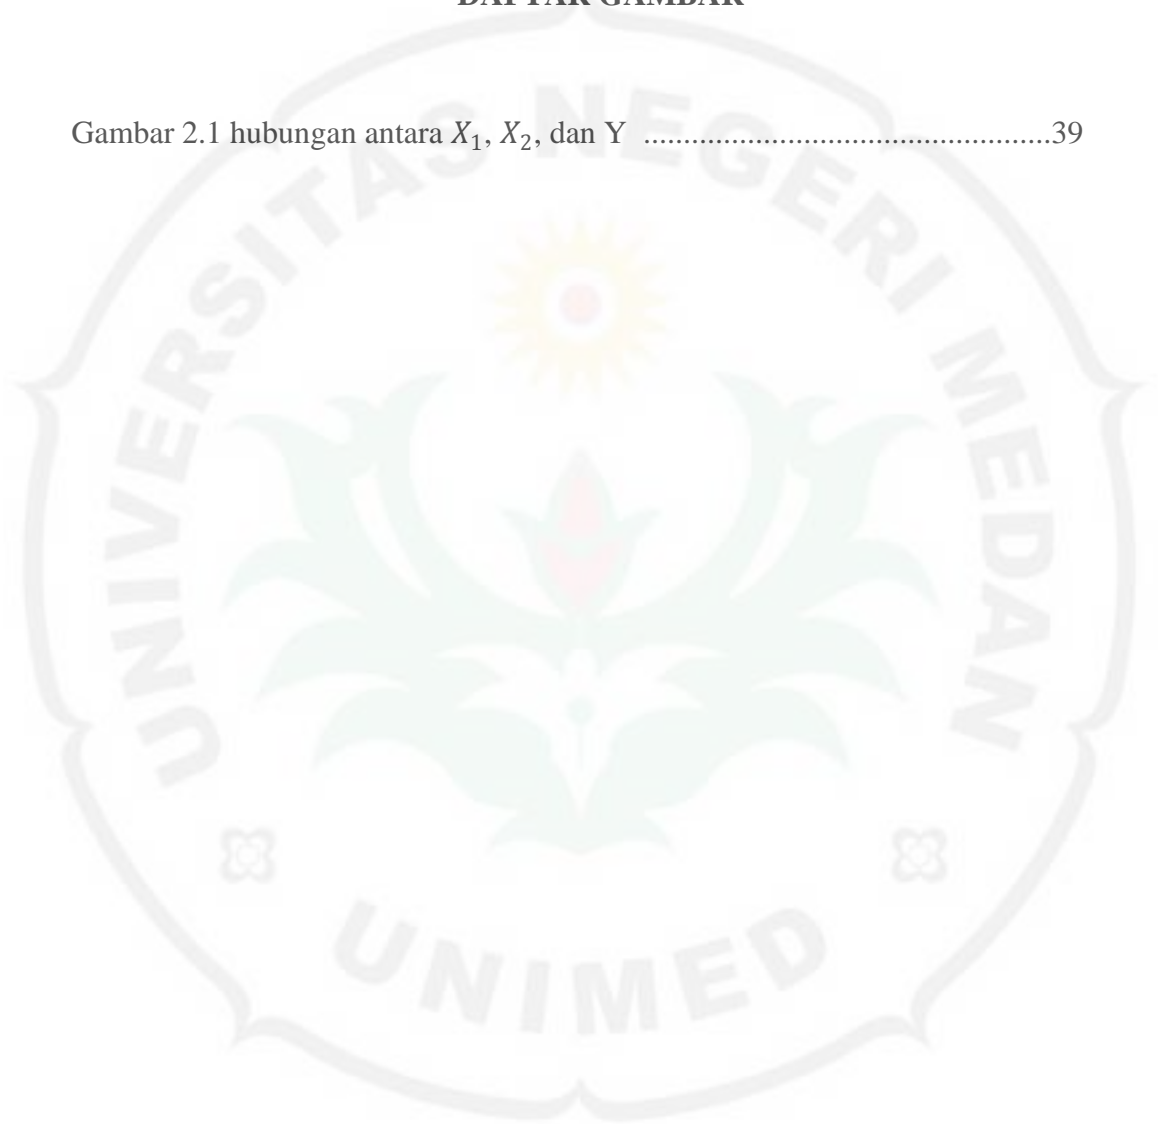 DAFTAR GAMBAR
Gambar 2.1 hubungan antara X₁, X₂, dan Y ...........................................39
UNIVERSITAS NEGERI MEDAN
UNIMED